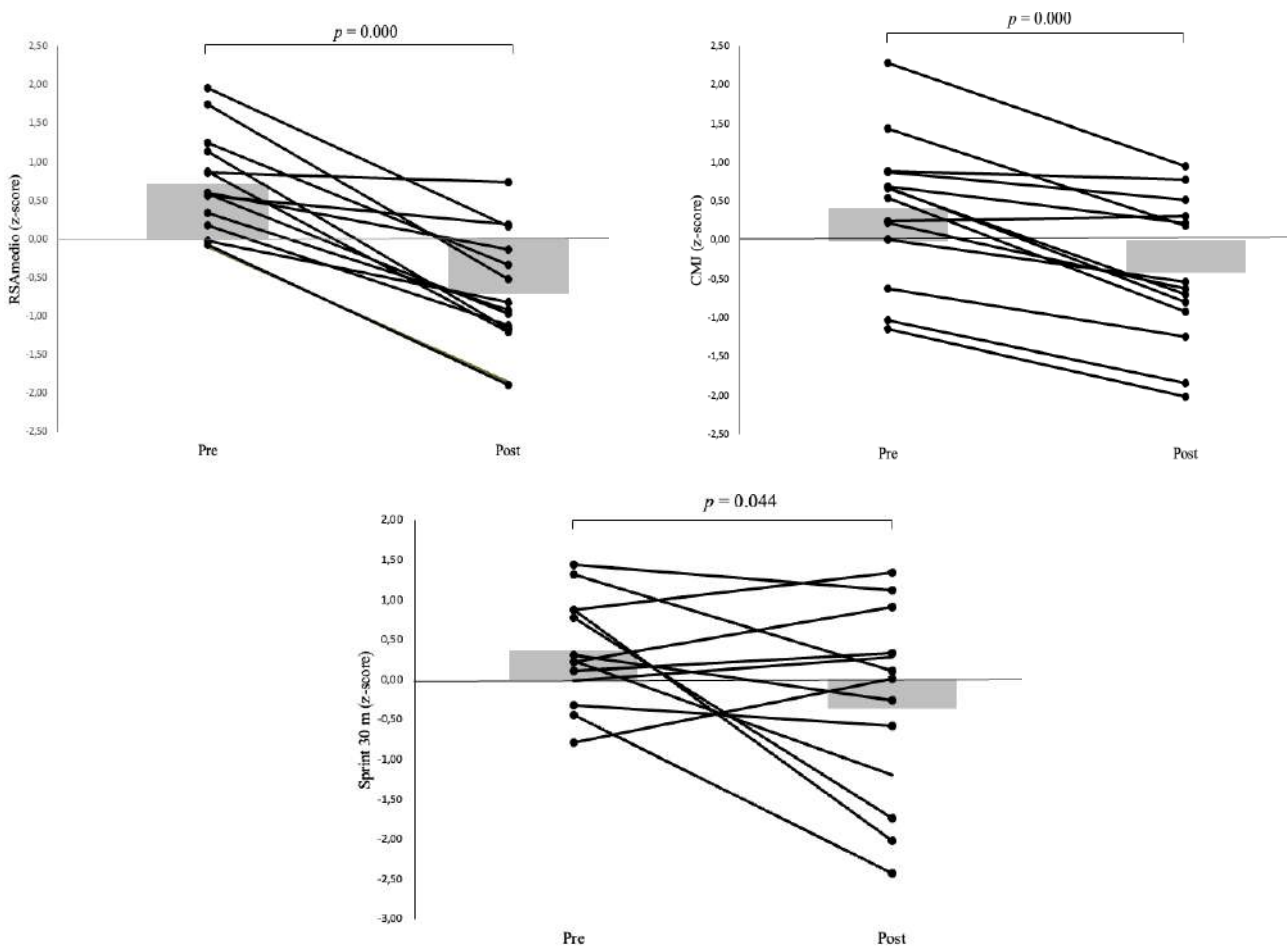 p = 0.000
2,50
2,00
1,50
1,00
0,50
0,00
-0,50
-1,00
-1,50
-2,00
-2,50
RSAmedio (z-score)
Pre
Post
p = 0.000
2,50
2,00
1,50
1,00
0,50
0,00
-0,50
-1,00
-1,50
-2,00
-2,50
CMJ (z-score)
Pre
Post
p = 0.044
2,00
1,50
1,00
0,50
0,00
-0,50
-1,00
-1,50
-2,00
-2,50
-3,00
Sprint 30 m (z-score)
Pre
Post